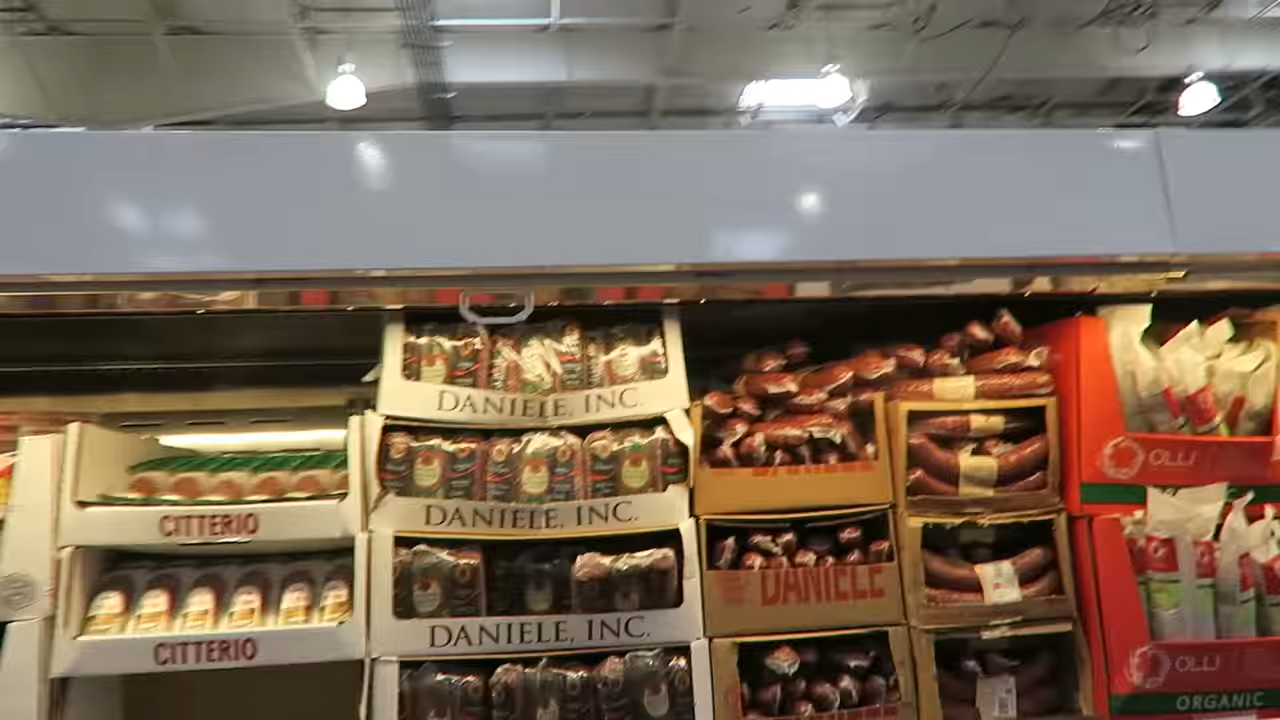 DANIELE, INC.
DANIELE, INC.
DANIELE, INC.
CITTERIO
CITTERIO
DANIELE
OLLI
OLLI
ORGANIC